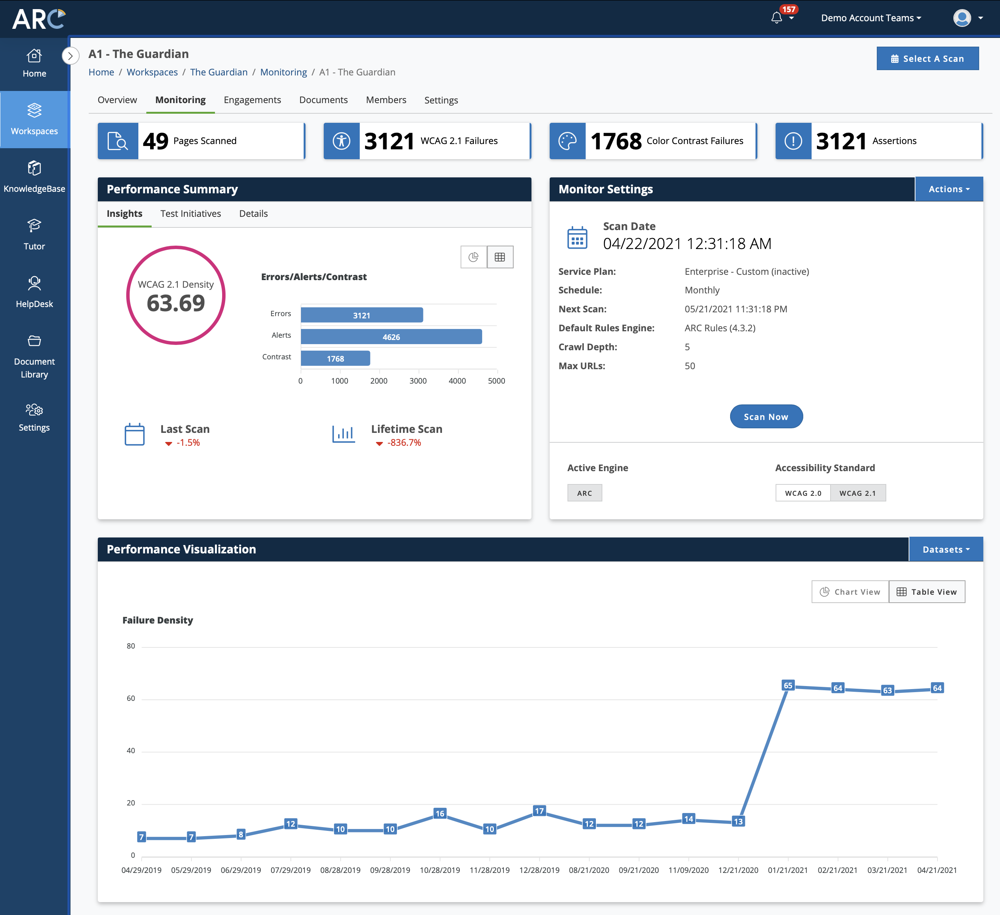 ARC
157
Demo Account Teams
Home
Workspaces
KnowledgeBase
Tutor
HelpDesk
Document
Library
Settings
A1 - The Guardian
Home / Workspaces / The Guardian / Monitoring / A1 - The Guardian
Select A Scan
Overview Monitoring Engagements Documents Members Settings
49 Pages Scanned
3121 WCAG 2.1 Failures
1768 Color Contrast Failures
3121 Assertions
Performance Summary
Insights Test Initiatives Details
WCAG 2.1 Density
63.69
Errors/Alerts/Contrast
Errors 3121
Alerts 4626
Contrast 1768
0 1000 2000 3000 4000 5000
Last Scan
-1.5%
Lifetime Scan
-836.7%
Monitor Settings
Actions
Scan Date
04/22/2021 12:31:18 AM
Service Plan: Enterprise - Custom (inactive)
Schedule: Monthly
Next Scan: 05/21/2021 11:31:18 PM
Default Rules Engine: ARC Rules (4.3.2)
Crawl Depth: 5
Max URLs: 50
Scan Now
Active Engine
ARC
Accessibility Standard
WCAG 2.0 WCAG 2.1
Performance Visualization
Datasets
Chart View Table View
Failure Density
80
60
40
20
0
7 7 8 12 10 10 16 10 17 12 12 14 13 65 64 63 64
04/29/2019 05/29/2019 06/29/2019 07/29/2019 08/28/2019 09/28/2019 10/28/2019 11/28/2019 12/28/2019 08/21/2020 09/21/2020 11/09/2020 12/21/2020 01/21/2021 02/21/2021 03/21/2021 04/21/2021